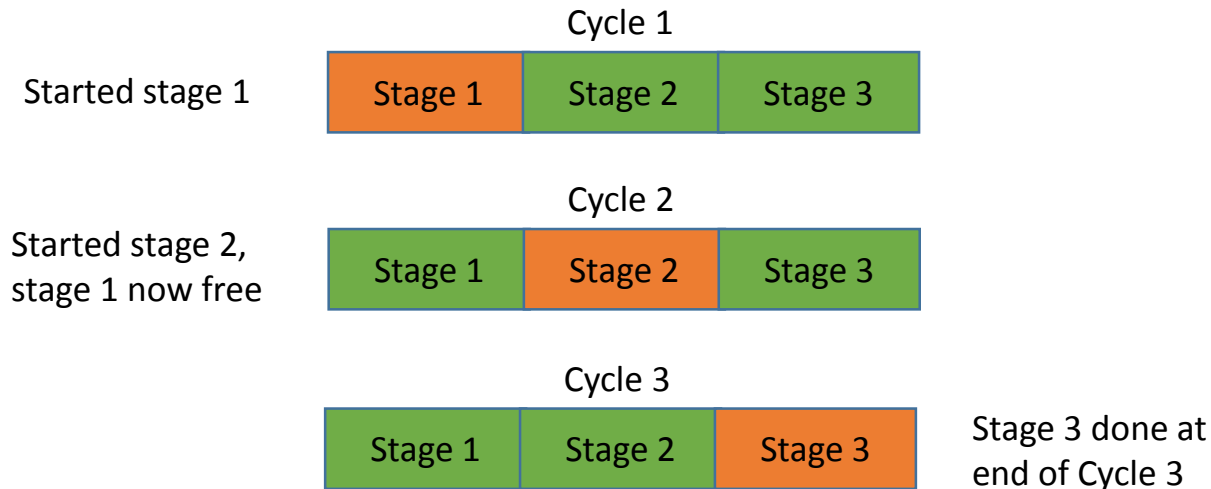 Cycle 1
Started stage 1
Stage 1 Stage 2 Stage 3
Cycle 2
Started stage 2,
stage 1 now free
Stage 1 Stage 2 Stage 3
Cycle 3
Stage 1 Stage 2 Stage 3
Stage 3 done at
end of Cycle 3